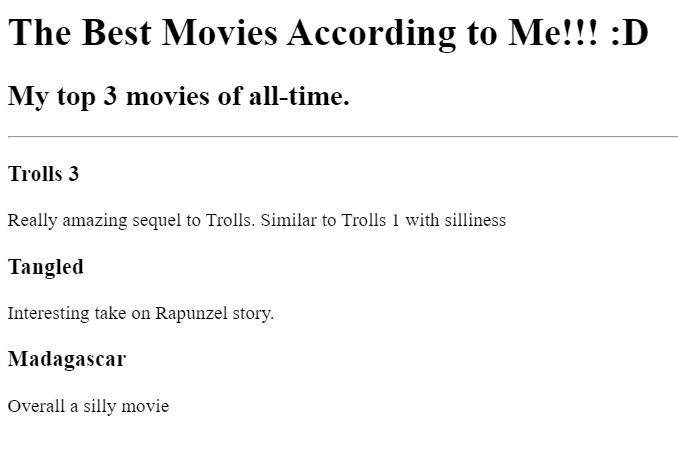 The Best Movies According to Me!!! :D
My top 3 movies of all-time.
Trolls 3
Really amazing sequel to Trolls. Similar to Trolls 1 with silliness
Tangled
Interesting take on Rapunzel story.
Madagascar
Overall a silly movie